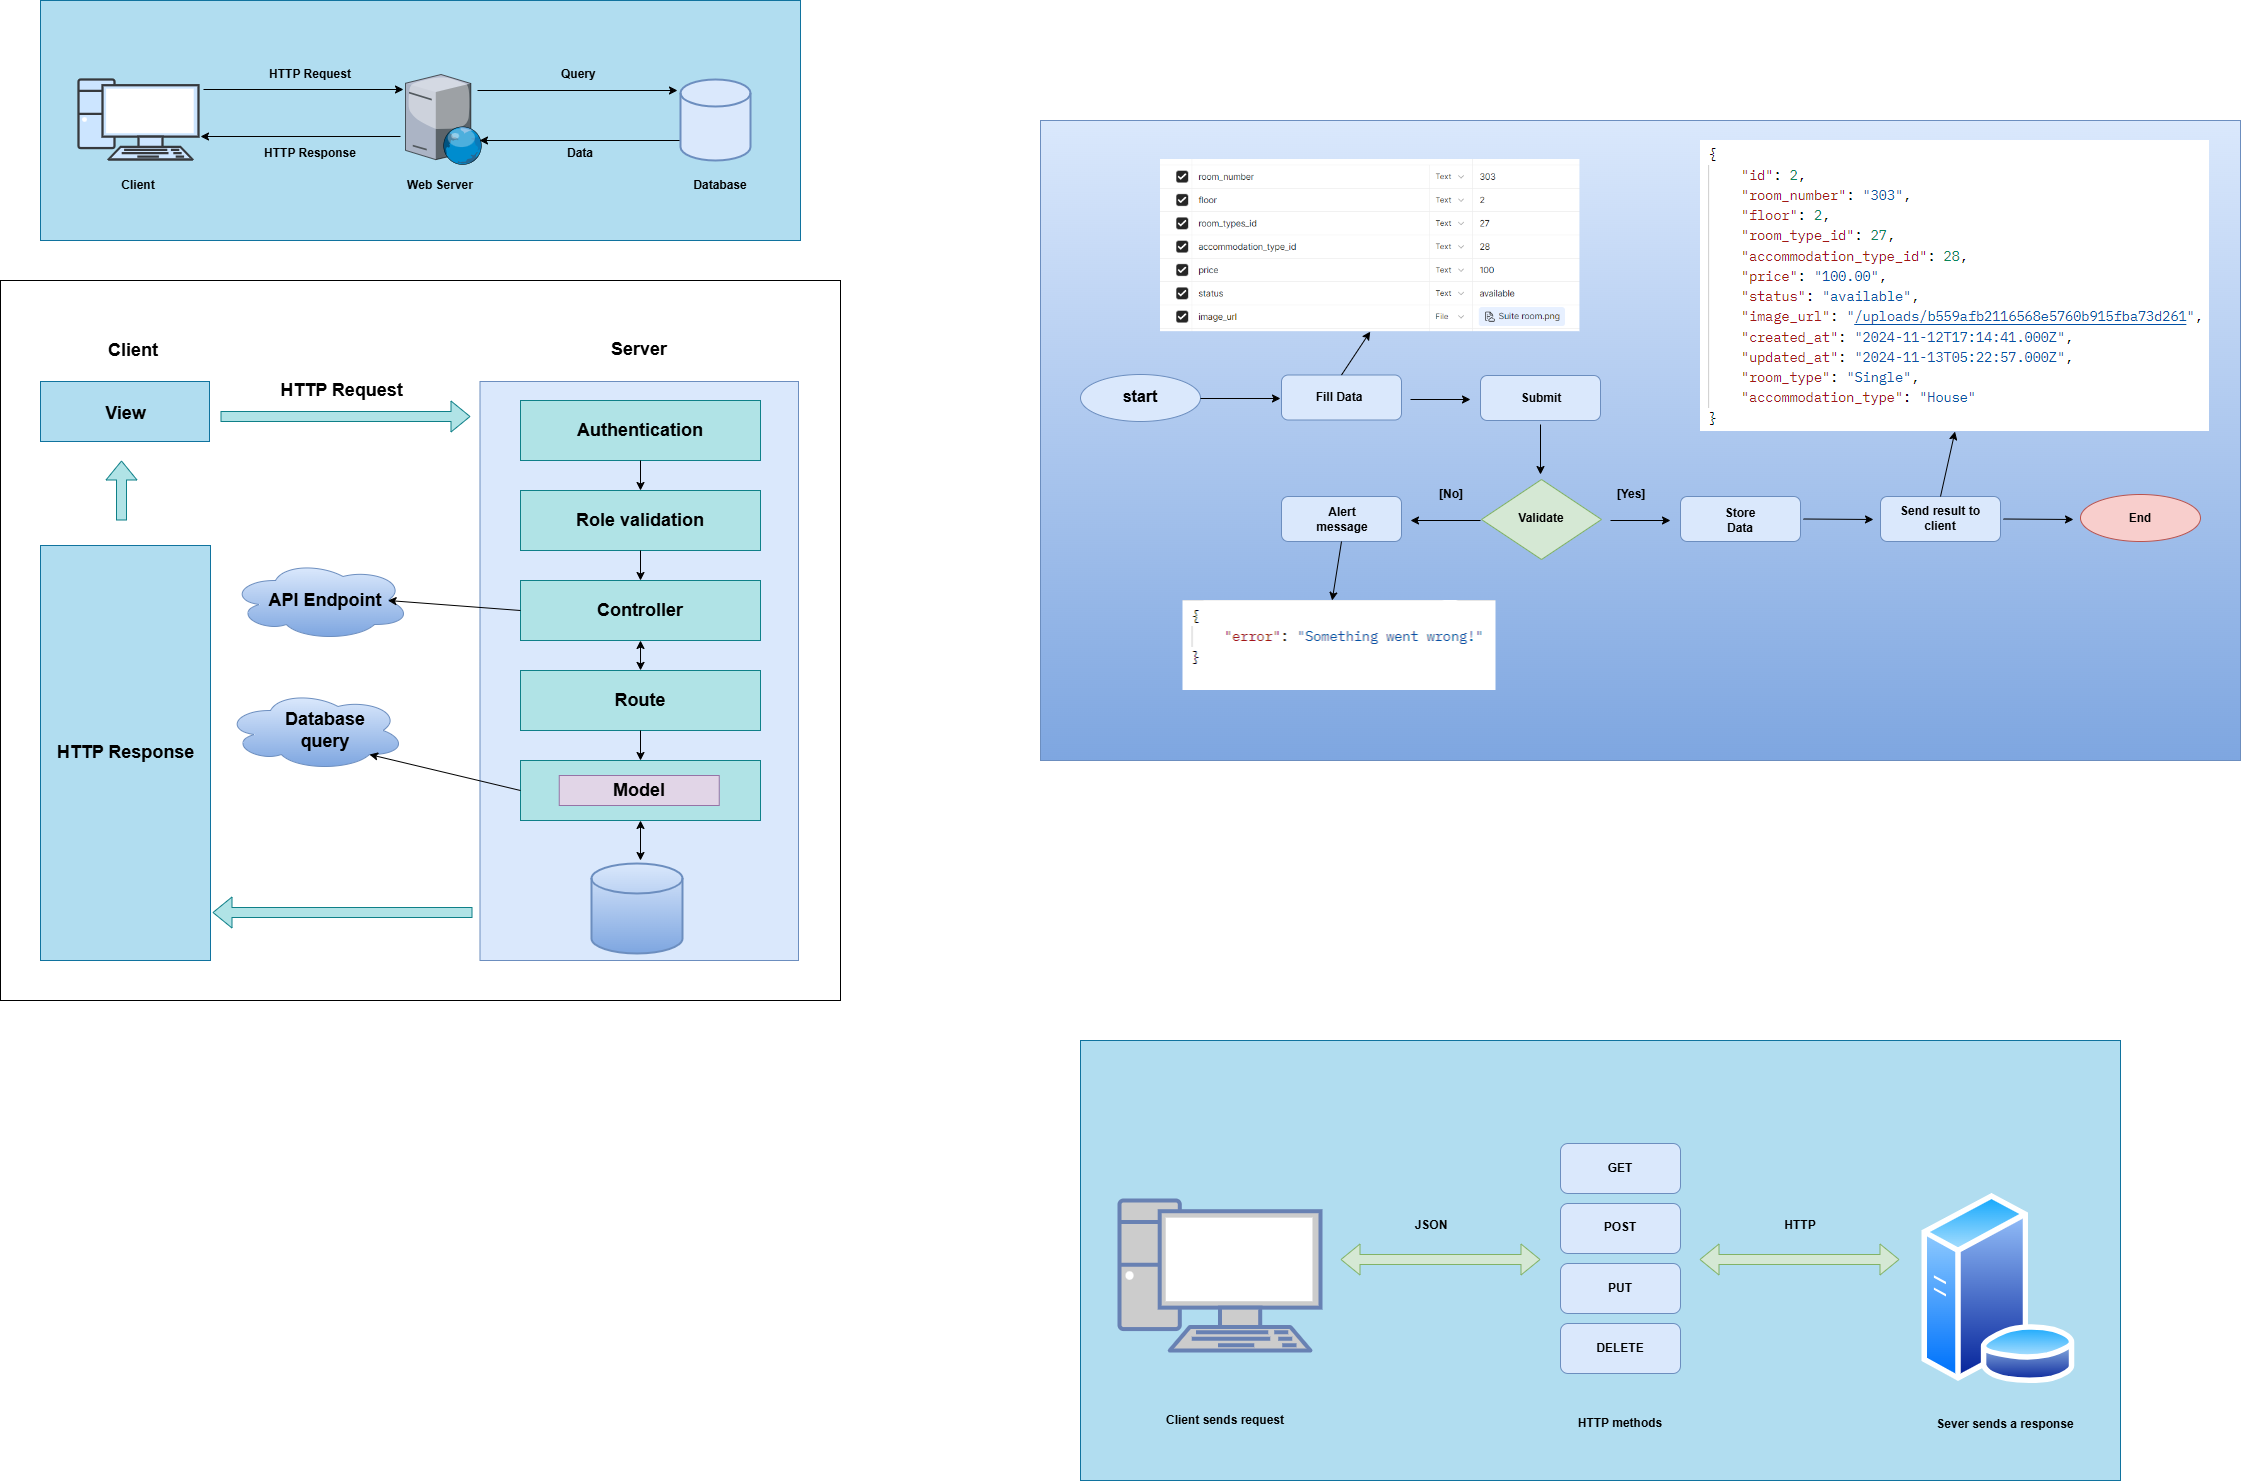 HTTP Request
Query
HTTP Response
Data
Client
Web Server
Database
Client
Server
View
HTTP Request
Authentication
Role validation
Controller
API Endpoint
Route
Database
query
HTTP Response
Model
room_number Text 303
floor Text 2
room_types_id Text 27
accommodation_type_id Text 28
price Text 100
status Text available
image_url File Suite room.png
{
"id": 2,
"room_number": "303",
"floor": 2,
"room_type_id": 27,
"accommodation_type_id": 28,
"price": "100.00",
"status": "available",
"image_url": "/uploads/b559afb2116568e5760b915fba73d261",
"created_at": "2024-11-12T17:14:41.000Z",
"updated_at": "2024-11-13T05:22:57.000Z",
"room_type": "Single",
"accommodation_type": "House"
}
start
Fill Data
Submit
[No]
[Yes]
Alert
message
Validate
Store
Data
Send result to
client
End
{
"error": "Something went wrong!"
}
GET
POST
PUT
DELETE
JSON
HTTP
Client sends request
HTTP methods
Sever sends a response